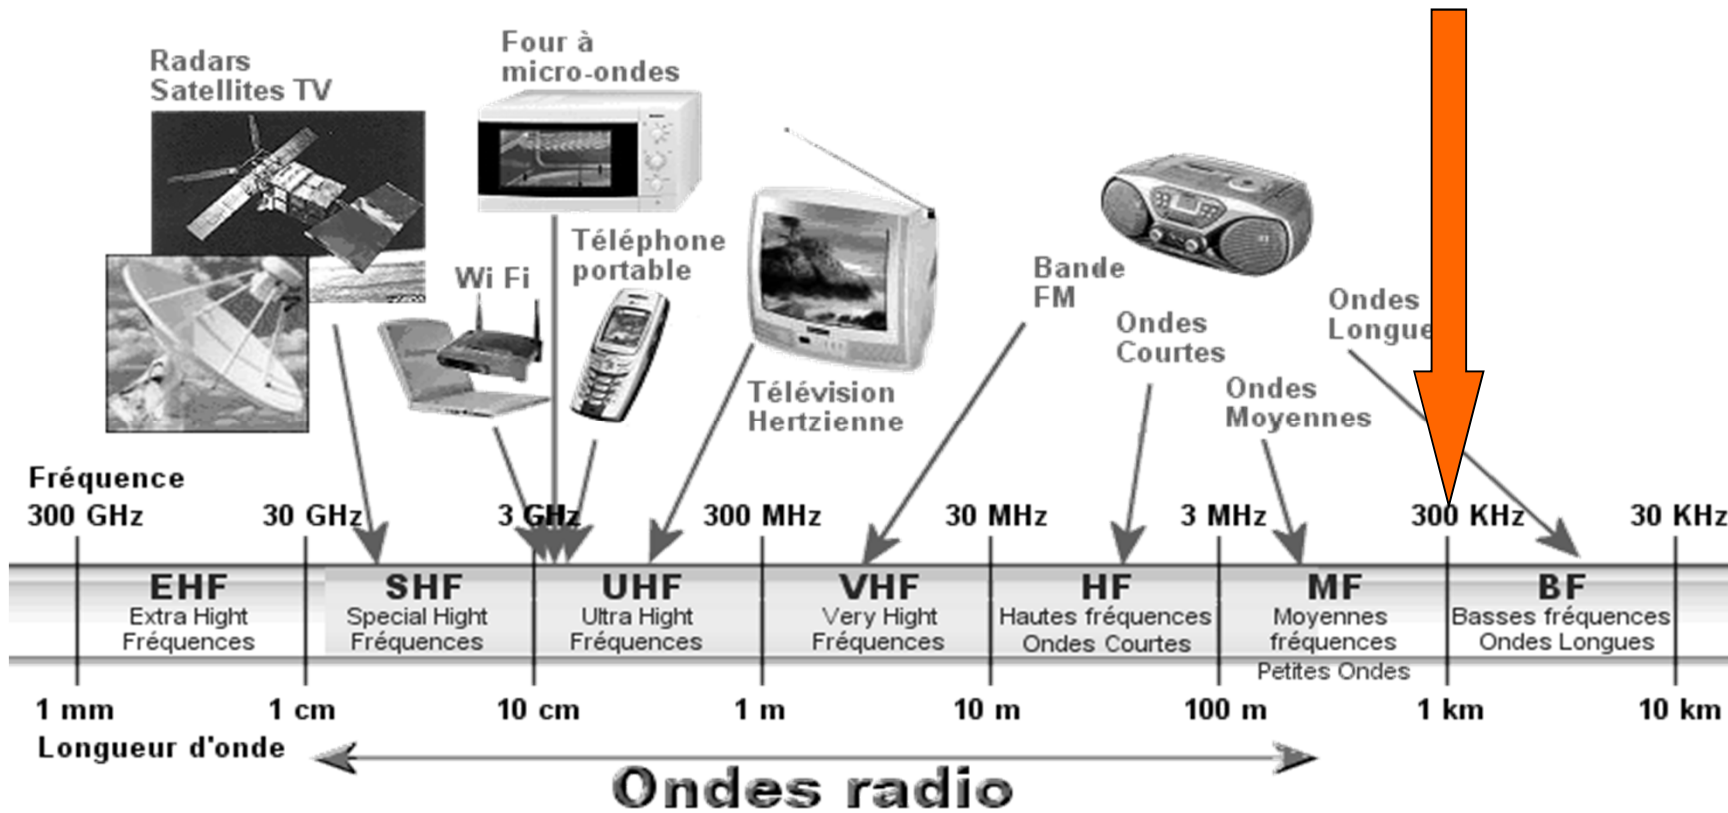 Radars
Satellites TV
Four à
micro-ondes
Wi Fi
Téléphone
portable
Télévision
Hertzienne
Bande
FM
Ondes
Courtes
Ondes
Moyennes
Ondes
Longue
Fréquence
300 GHz 30 GHz 3 GHz 300 MHz 30 MHz 3 MHz 300 KHz 30 KHz
EHF SHF UHF VHF HF MF BF
Extra Hight Special Hight Ultra Hight Very Hight Hautes fréquences Moyennes Basses fréquences
Fréquences Fréquences Fréquences Fréquences Ondes Courtes fréquences Ondes Longues
Petites Ondes
1 mm 1 cm 10 cm 1 m 10 m 100 m 1 km 10 km
Longueur d'onde
Ondes radio